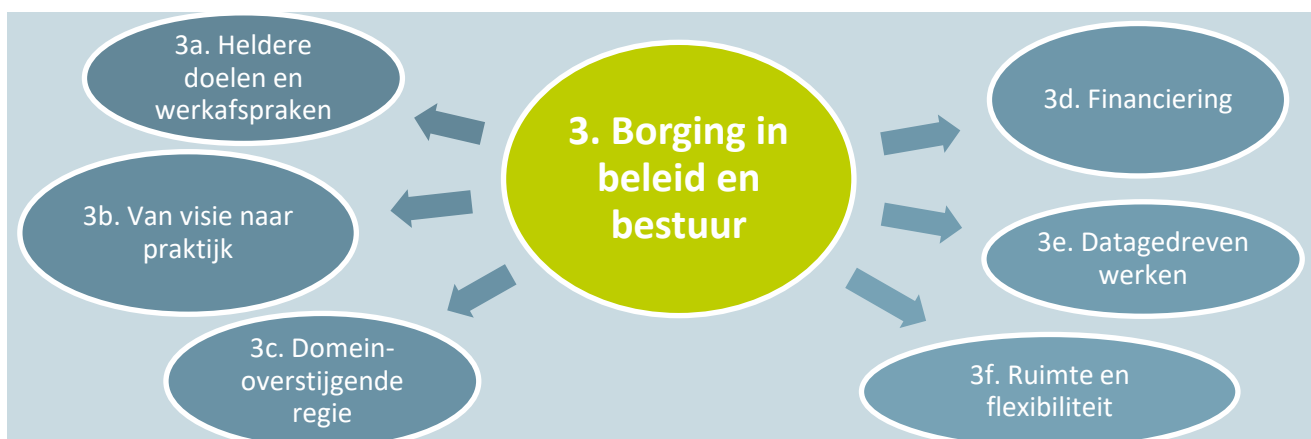 3a. Heldere
doelen en
werkafspraken
3b. Van visie naar
praktijk
3c. Domein-
overstijgende
regie
3. Borging in
beleid en
bestuur
3d. Financiering
3e. Datagedreven
werken
3f. Ruimte en
flexibiliteit